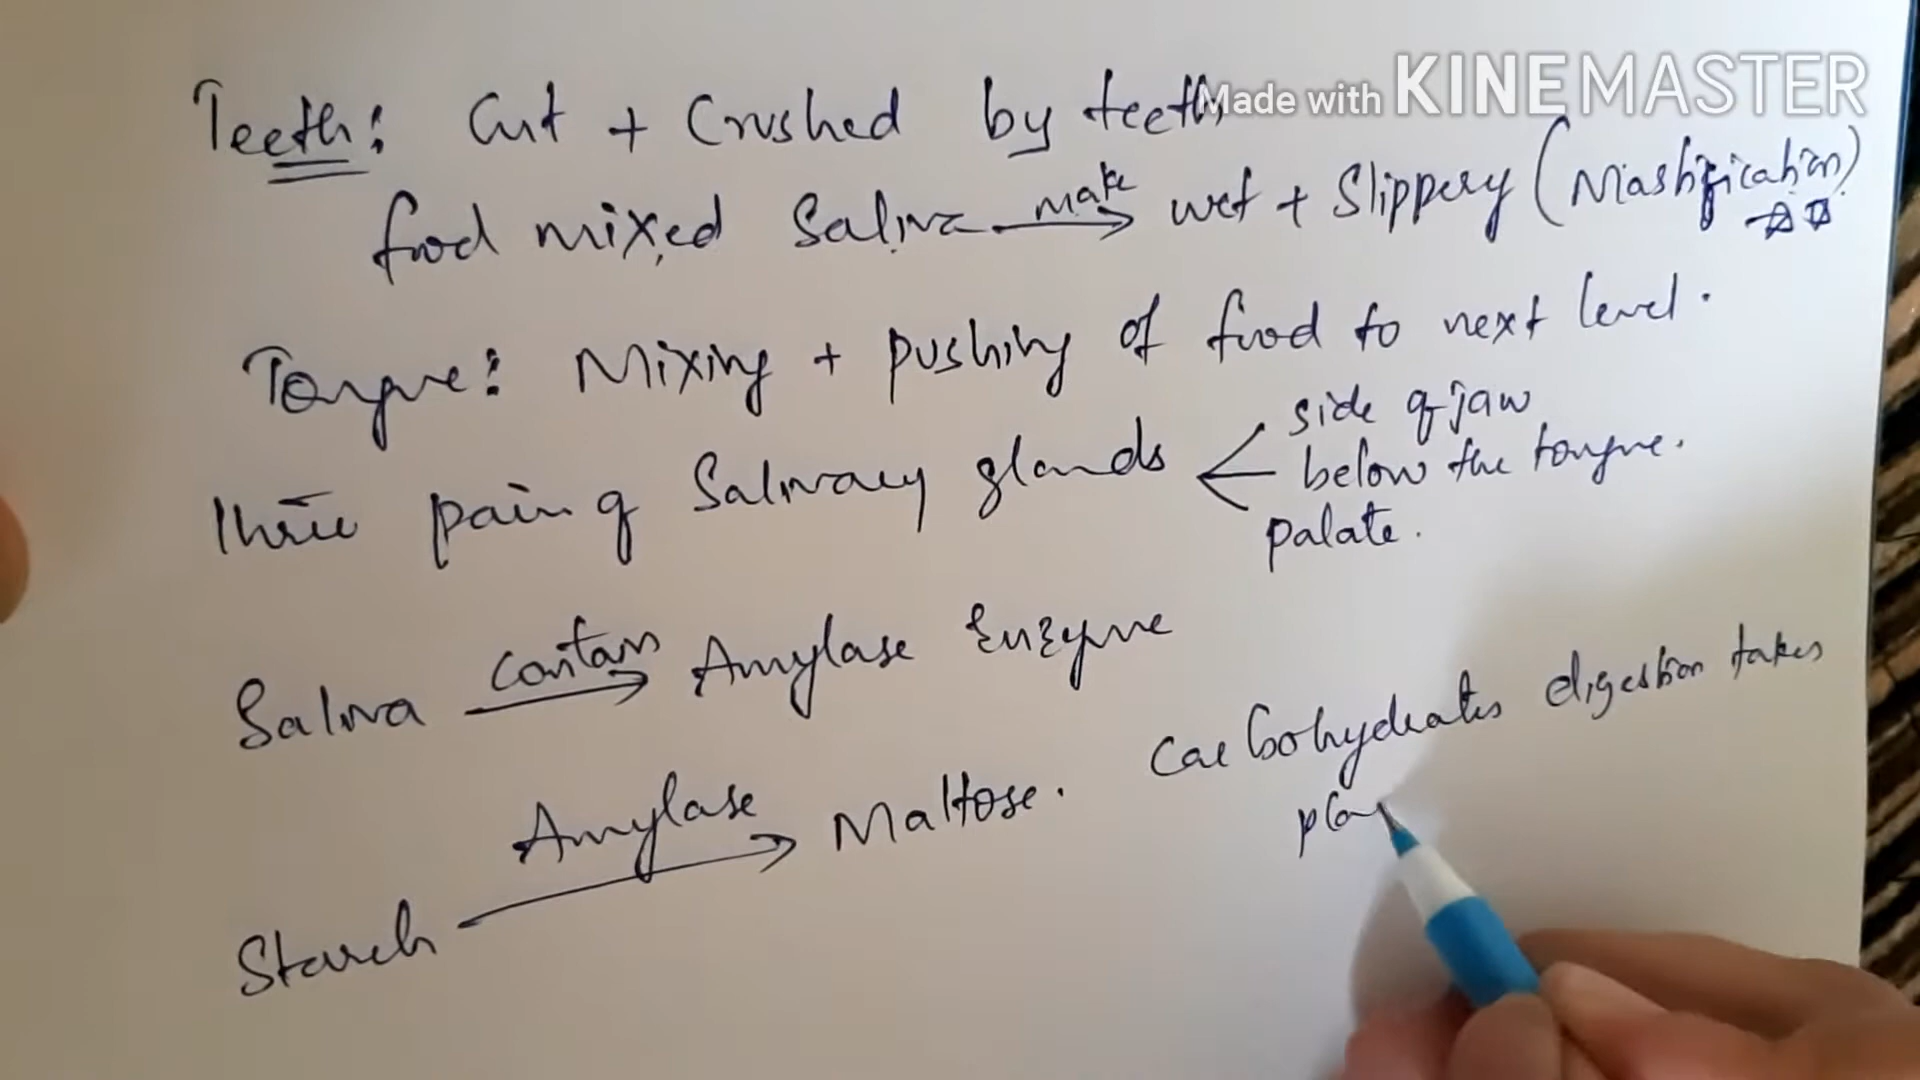 Made with KINEMASTER
Teeth: Cut + Crushed by teeth
food mixed Saliva make → wet + Slippery (Mastification)
Tongue: Mixing + pushing of food to next level.
Three pair of Salivary glands < side of jaw
below the tongue.
palate.
Saliva contains → Amylase Enzyme
Carbohydrates digestion takes
pla
Starch Amylase → Maltose.